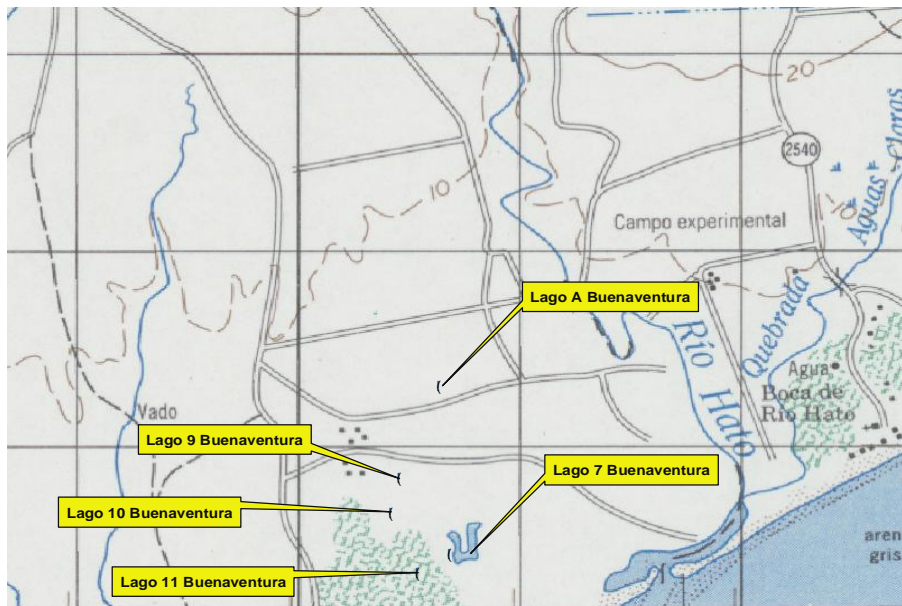 20
2540
Aguas Claras
10
10
Campo experimental
Lago A Buenaventura
Quebrada
Río Hato
Agua
Boca de
Río Hato
Vado
Lago 9 Buenaventura
Lago 7 Buenaventura
Lago 10 Buenaventura
aren
gris
Lago 11 Buenaventura